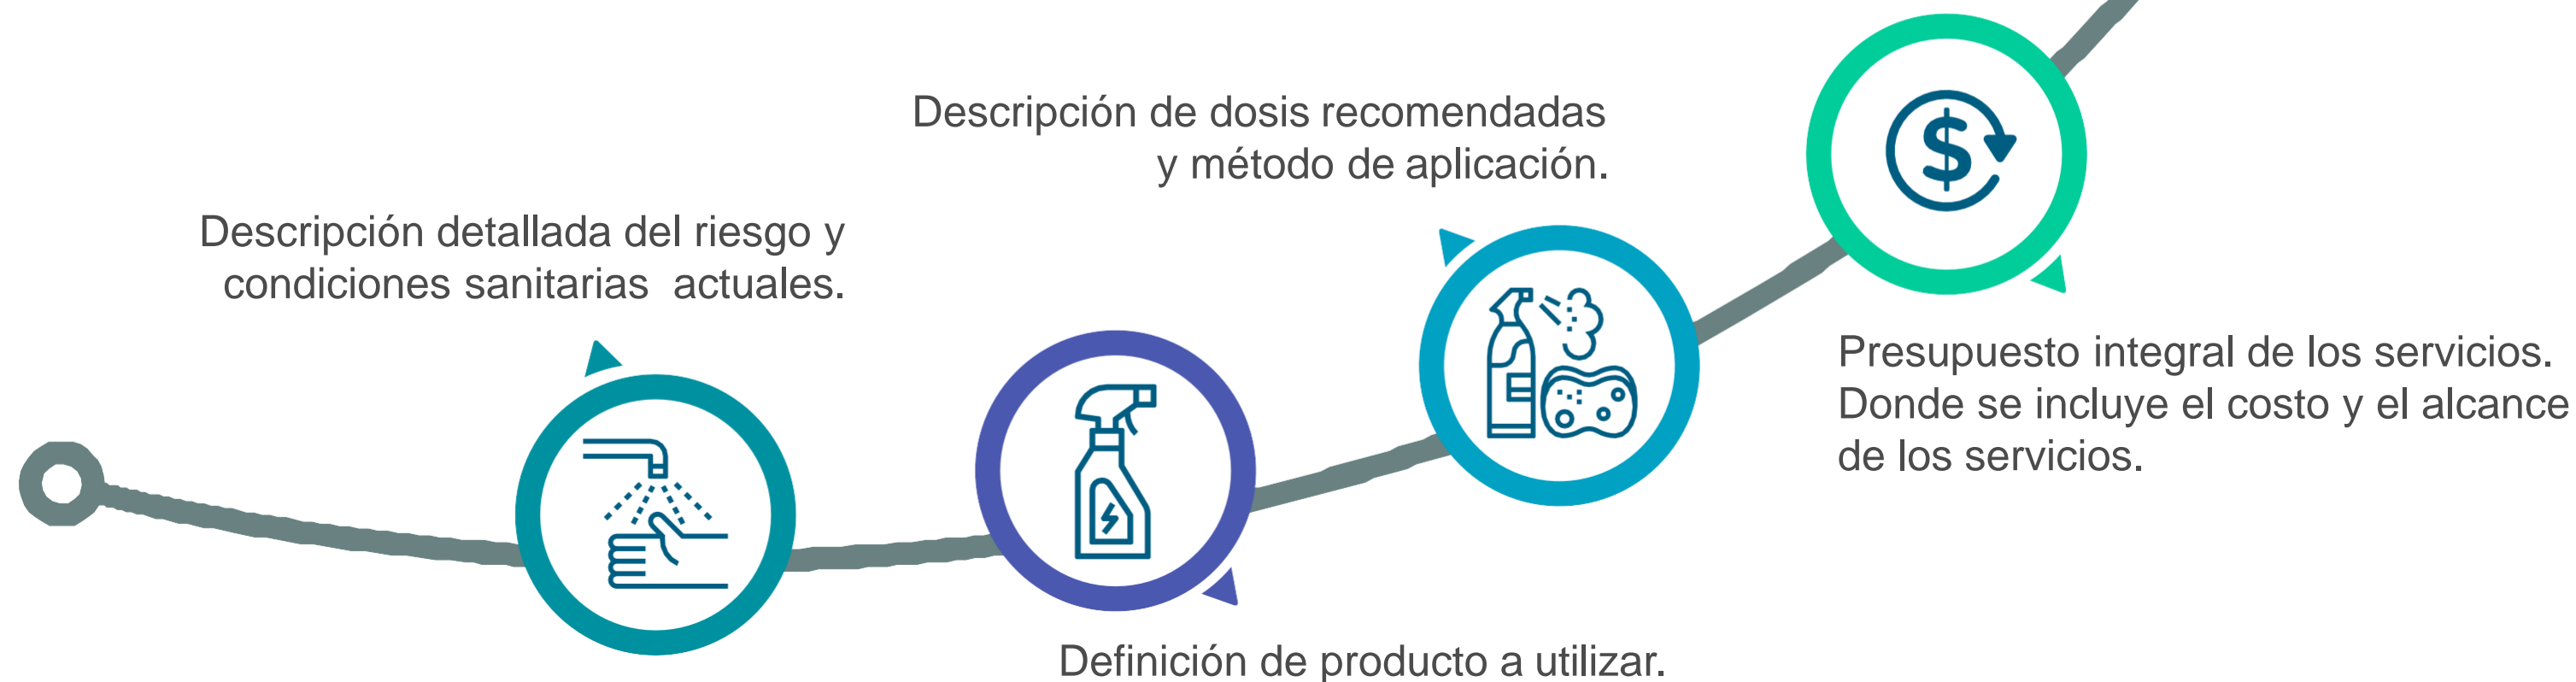 Descripción detallada del riesgo y
condiciones sanitarias actuales.
Definición de producto a utilizar.
Descripción de dosis recomendadas
y método de aplicación.
$
Presupuesto integral de los servicios.
Donde se incluye el costo y el alcance
de los servicios.